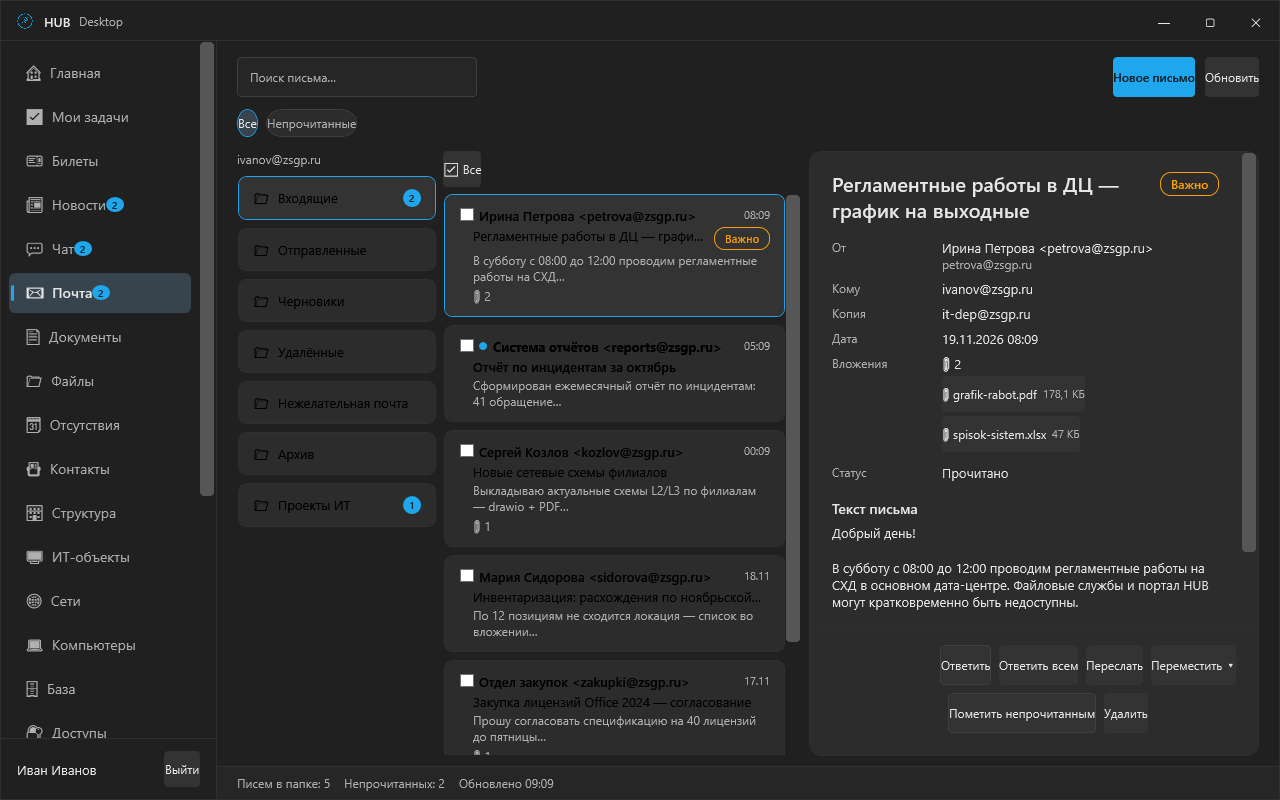 HUB Desktop
Главная
Мои задачи
Билеты
Новости 2
Чат 2
Почта 2
Документы
Файлы
31 Отсутствия
Контакты
Структура
ИТ-объекты
Сети
Компьютеры
База
Доступы
Иван Иванов
Выйти
Поиск письма...
Новое письмо
Обновить
Все
Непрочитанные
ivanov@zsgp.ru
Входящие 2
Отправленные
Черновики
Удалённые
Нежелательная почта
Архив
Проекты ИТ 1
Все
Ирина Петрова <petrova@zsgp.ru> 08:09
Регламентные работы в ДЦ — графи... Важно
В субботу с 08:00 до 12:00 проводим регламентные
работы на СХД...
2
Система отчётов <reports@zsgp.ru> 05:09
Отчёт по инцидентам за октябрь
Сформирован ежемесячный отчёт по инцидентам:
41 обращение...
Сергей Козлов <kozlov@zsgp.ru> 00:09
Новые сетевые схемы филиалов
Выкладываю актуальные схемы L2/L3 по филиалам
— drawio + PDF...
1
Мария Сидорова <sidorova@zsgp.ru> 18.11
Инвентаризация: расхождения по ноябрьской...
По 12 позициям не сходится локация — список во
вложении...
Отдел закупок <zakupki@zsgp.ru> 17.11
Закупка лицензий Office 2024 — согласование
Прошу согласовать спецификацию на 40 лицензий
до пятницы...
1
Регламентные работы в ДЦ —
график на выходные
Важно
От Ирина Петрова <petrova@zsgp.ru>
petrova@zsgp.ru
Кому ivanov@zsgp.ru
Копия it-dep@zsgp.ru
Дата 19.11.2026 08:09
Вложения 2
grafik-rabot.pdf 178,1 КБ
spisok-sistem.xlsx 47 КБ
Статус Прочитано
Текст письма
Добрый день!
В субботу с 08:00 до 12:00 проводим регламентные работы на
СХД в основном дата-центре. Файловые службы и портал HUB
могут кратковременно быть недоступны.
Ответить
Ответить всем
Переслать
Переместить
Пометить непрочитанным
Удалить
Писем в папке: 5 Непрочитанных: 2 Обновлено 09:09